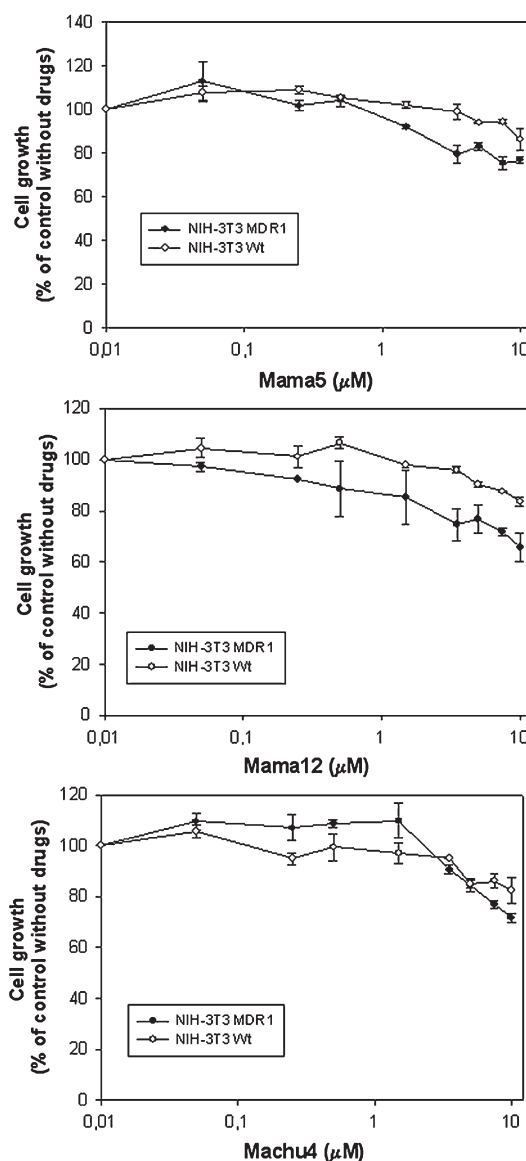 140
120
100
80
60
40
20
0
Cell growth
(% of control without drugs)
NIH-3T3 MDR1
NIH-3T3 Wt
0,01 0,1 1 10
Mama5 (μM)
120
100
80
60
40
20
0
Cell growth
(% of control without drugs)
NIH-3T3 MDR1
NIH-3T3 Wt
0,01 0,1 1 10
Mama12 (μM)
120
100
80
60
40
20
0
Cell growth
(% of control without drugs)
NIH-3T3 MDR1
NIH-3T3 Wt
0,01 0,1 1 10
Machu4 (μM)